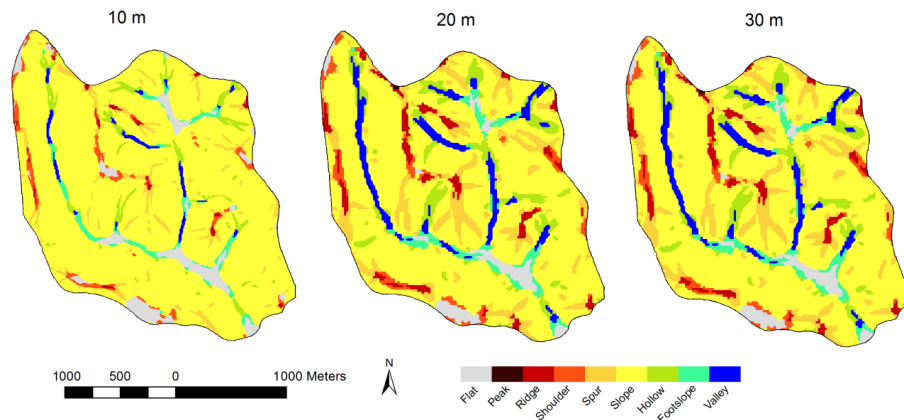 10 m
20 m
30 m
1000 500 0 1000 Meters
N
Flat
Peak
Ridge
Shoulder
Spur
Slope
Hollow
Footslope
Valley